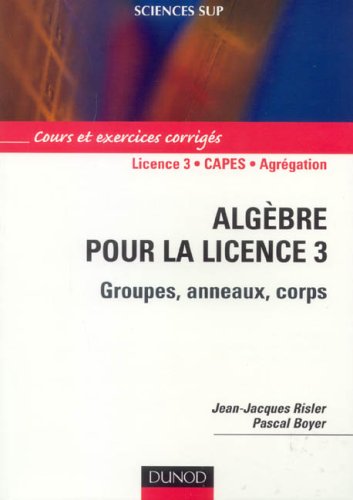 SCIENCES SUP
Cours et exercices corrigés
Licence 3 • CAPES • Agrégation
ALGÈBRE
POUR LA LICENCE 3
Groupes, anneaux, corps
Jean-Jacques Risler
Pascal Boyer
DUNOD